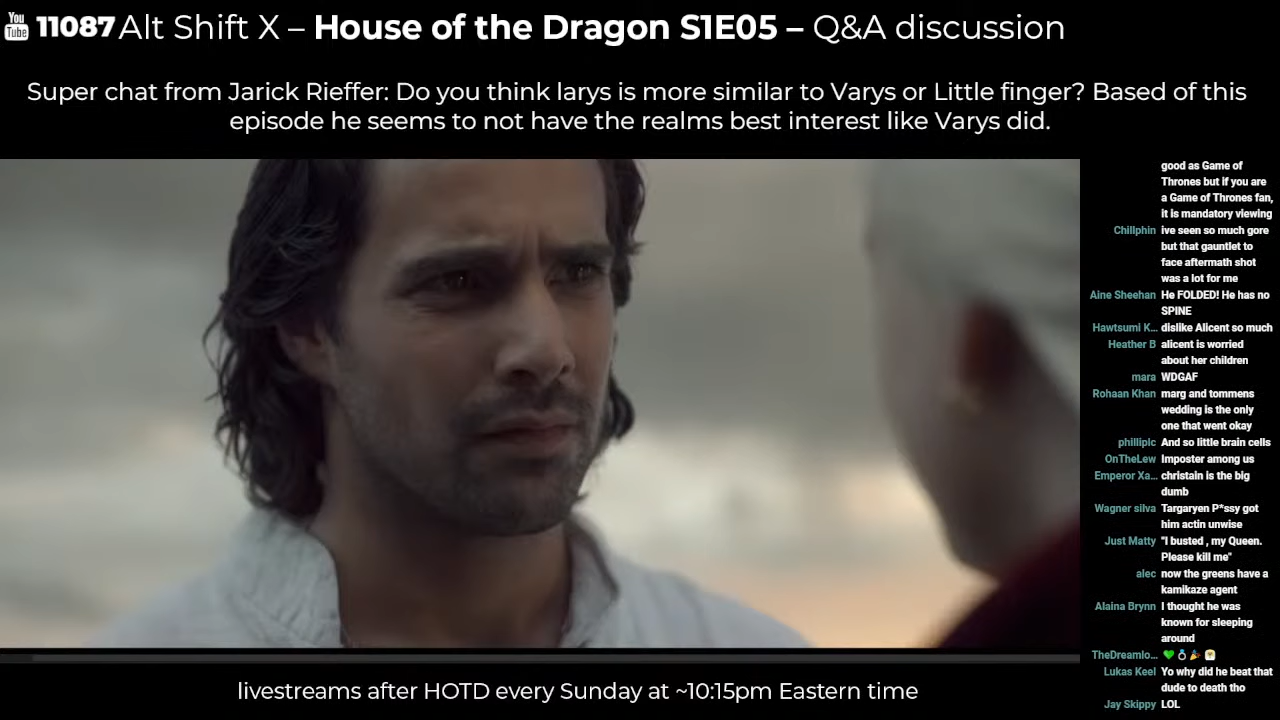 You Tube 11087 Alt Shift X – House of the Dragon S1E05 – Q&A discussion
Super chat from Jarick Rieffer: Do you think larys is more similar to Varys or Little finger? Based of this
episode he seems to not have the realms best interest like Varys did.
good as Game of
Thrones but if you are
a Game of Thrones fan,
it is mandatory viewing
Chillphin ive seen so much gore
but that gauntlet to
face aftermath shot
was a lot for me
Aine Sheehan He FOLDED! He has no
SPINE
Hawtsumi K... dislike Alicent so much
Heather B alicent is worried
about her children
mara WDGAF
Rohaan Khan marg and tommens
wedding is the only
one that went okay
philliplc And so little brain cells
OnTheLew Imposter among us
Emperor Xa... christain is the big
dumb
Wagner silva Targaryen P*ssy got
him actin unwise
Just Matty "I busted , my Queen.
Please kill me"
alec now the greens have a
kamikaze agent
Alaina Brynn I thought he was
known for sleeping
around
TheDreamlo... 💚💍🎉
Lukas Keel Yo why did he beat that
dude to death tho
Jay Skippy LOL
livestreams after HOTD every Sunday at ~10:15pm Eastern time